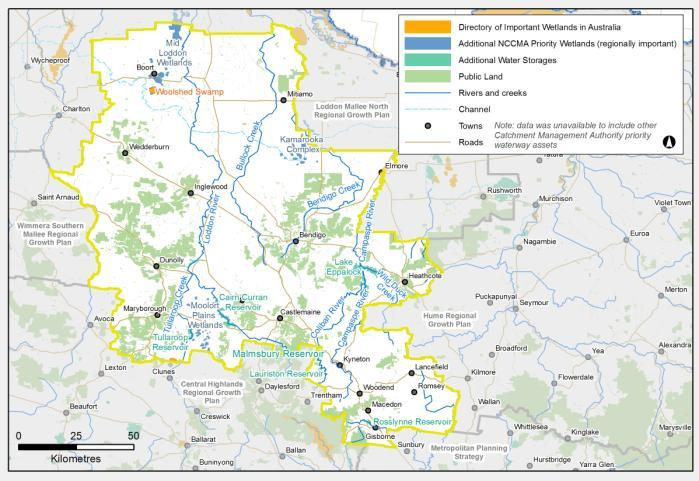 Directory of Important Wetlands in Australia
Additional NCCMA Priority Wetlands (regionally important)
Additional Water Storages
Public Land
Rivers and creeks
Channel
Towns
Note: data was unavailable to include other
Catchment Management Authority priority
waterway assets
Roads
Mid
Loddon
Wetlands
Wycheproof
Boort
Woolshed Swamp
Mitiamo
Loddon Mallee North
Regional Growth Plan
Charlton
Bullock Creek
Kamarooka
Complex
Wedderburn
Elmore
Inglewood
Bendigo Creek
Rushworth
Saint Arnaud
Murchison
Violet Town
Loddon River
Campaspe River
Wimmera Southern
Mallee Regional
Growth Plan
Bendigo
Euroa
Nagambie
Dunolly
Lake
Eppalock
Heathcote
Wild Duck
Creek
Merton
Tullaroop Creek
Cairn Curran
Reservoir
Puckapunyal
Seymour
Maryborough
Moolort
Plains
Wetlands
Castlemaine
Coliban River
Campaspe River
Hume Regional
Growth Plan
Avoca
Tullaroop
Reservoir
Malmsbury Reservoir
Broadford
Yea
Alexandra
Kyneton
Lexton
Clunes
Lauriston Reservoir
Lancefield
Kilmore
Flowerdale
Central Highlands
Regional Growth
Plan
Daylesford
Trentham
Woodend
Romsey
Beaufort
Creswick
Macedon
Wallan
Rosslynne Reservoir
Whittlesea
Kinglake
Marysville
Ballarat
Gisborne
Sunbury
Metropolitan Planning
Strategy
Ballan
Buninyong
Hurstbridge
Yarra Glen
0 25 50
Kilometres